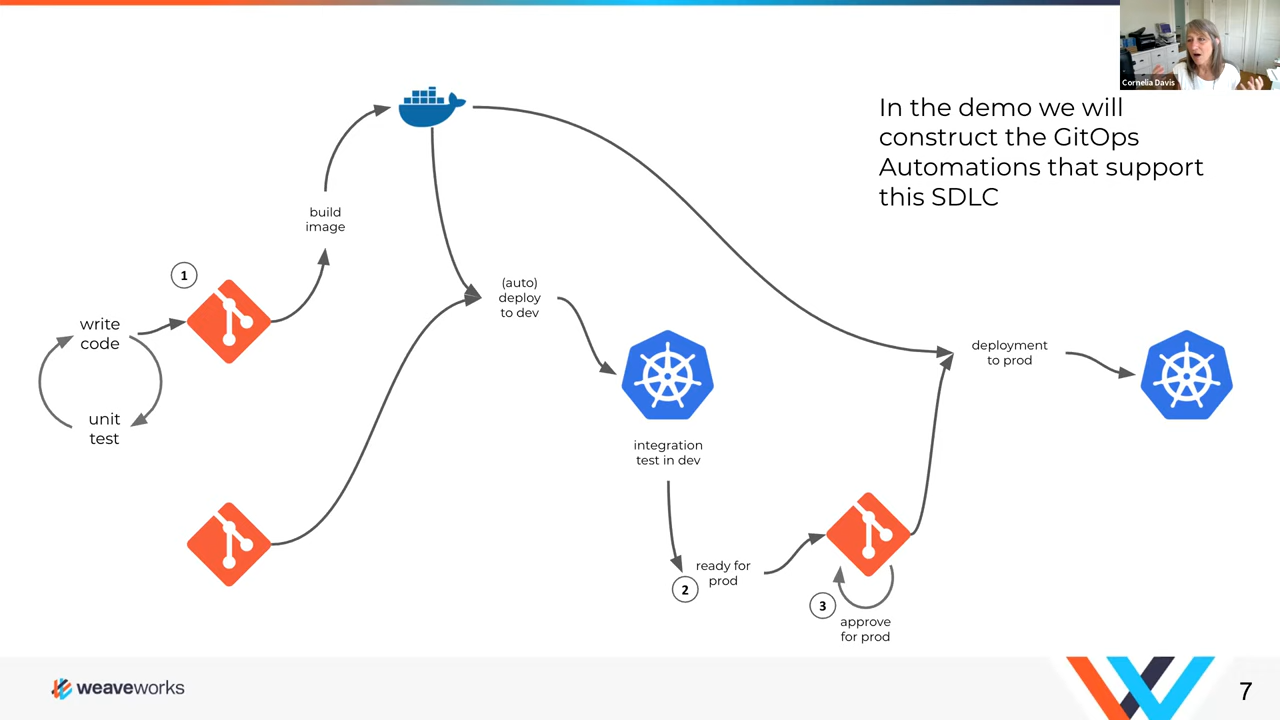 Cornelia Davis
In the demo we will
construct the GitOps
Automations that support
this SDLC
build
image
1
write
code
unit
test
(auto)
deploy
to dev
integration
test in dev
2
ready for
prod
3
approve
for prod
deployment
to prod
weaveworks
7